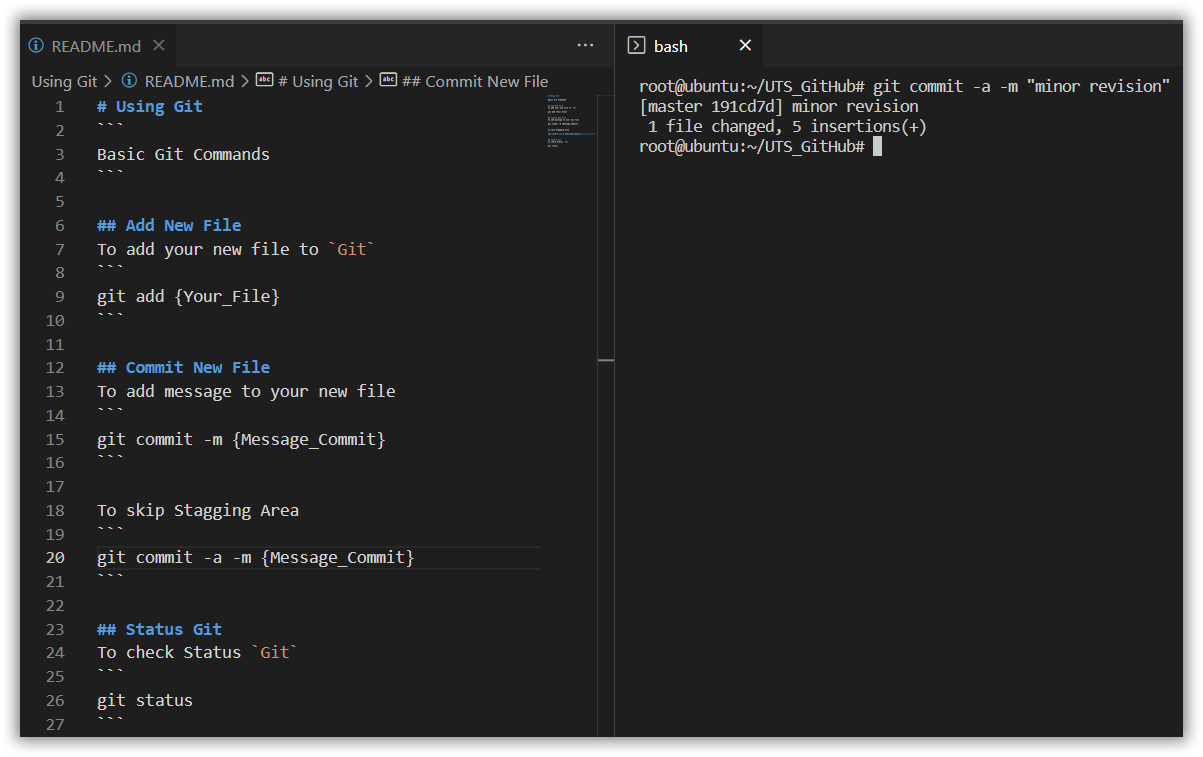 README.md
Using Git > README.md > # Using Git > ## Commit New File
1 # Using Git
2 ```
3 Basic Git Commands
4 ```
5
6 ## Add New File
7 To add your new file to `Git`
8 ```
9 git add {Your_File}
10 ```
11
12 ## Commit New File
13 To add message to your new file
14 ```
15 git commit -m {Message_Commit}
16 ```
17
18 To skip Stagging Area
19 ```
20 git commit -a -m {Message_Commit}
21 ```
22
23 ## Status Git
24 To check Status `Git`
25 ```
26 git status
27 ```
bash
root@ubuntu:~/UTS_GitHub# git commit -a -m "minor revision"
[master 191cd7d] minor revision
 1 file changed, 5 insertions(+)
root@ubuntu:~/UTS_GitHub#